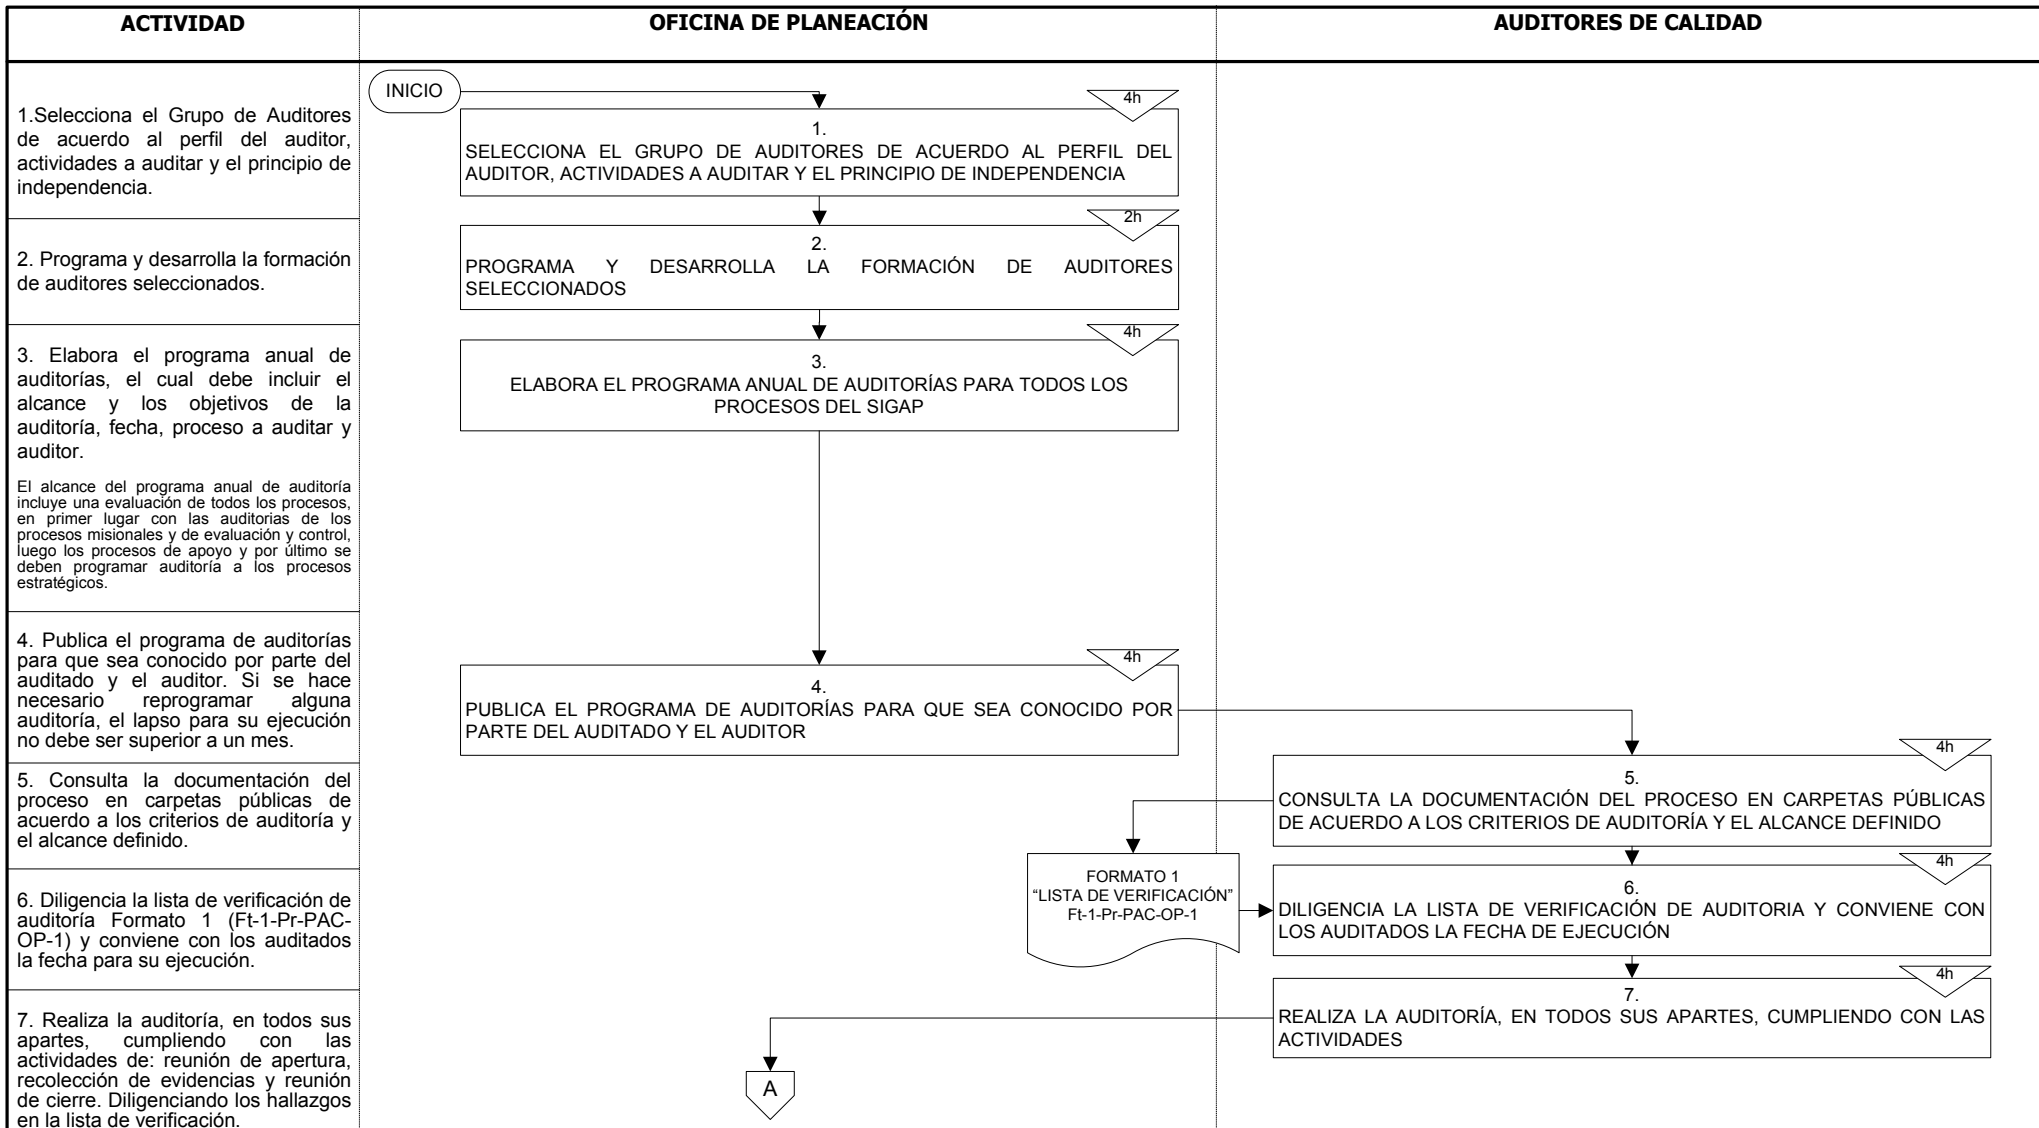 ACTIVIDAD
OFICINA DE PLANEACIÓN
AUDITORES DE CALIDAD
1.Selecciona el Grupo de Auditores
de acuerdo al perfil del auditor,
actividades a auditar y el principio de
independencia.
INICIO
4h
1.
SELECCIONA EL GRUPO DE AUDITORES DE ACUERDO AL PERFIL DEL
AUDITOR, ACTIVIDADES A AUDITAR Y EL PRINCIPIO DE INDEPENDENCIA
2. Programa y desarrolla la formación
de auditores seleccionados.
2h
2.
PROGRAMA Y DESARROLLA LA FORMACIÓN DE AUDITORES
SELECCIONADOS
3. Elabora el programa anual de
auditorías, el cual debe incluir el
alcance y los objetivos de la
auditoría, fecha, proceso a auditar y
auditor.
El alcance del programa anual de auditoría
incluye una evaluación de todos los procesos,
en primer lugar con las auditorias de los
procesos misionales y de evaluación y control,
luego los procesos de apoyo y por último se
deben programar auditoría a los procesos
estratégicos.
4h
3.
ELABORA EL PROGRAMA ANUAL DE AUDITORÍAS PARA TODOS LOS
PROCESOS DEL SIGAP
4. Publica el programa de auditorías
para que sea conocido por parte del
auditado y el auditor. Si se hace
necesario reprogramar alguna
auditoría, el lapso para su ejecución
no debe ser superior a un mes.
4h
4.
PUBLICA EL PROGRAMA DE AUDITORÍAS PARA QUE SEA CONOCIDO POR
PARTE DEL AUDITADO Y EL AUDITOR
5. Consulta la documentación del
proceso en carpetas públicas de
acuerdo a los criterios de auditoría y
el alcance definido.
4h
5.
CONSULTA LA DOCUMENTACIÓN DEL PROCESO EN CARPETAS PÚBLICAS
DE ACUERDO A LOS CRITERIOS DE AUDITORÍA Y EL ALCANCE DEFINIDO
6. Diligencia la lista de verificación de
auditoría Formato 1 (Ft-1-Pr-PAC-
OP-1) y conviene con los auditados
la fecha para su ejecución.
FORMATO 1
“LISTA DE VERIFICACIÓN”
Ft-1-Pr-PAC-OP-1
4h
6.
DILIGENCIA LA LISTA DE VERIFICACIÓN DE AUDITORIA Y CONVIENE CON
LOS AUDITADOS LA FECHA DE EJECUCIÓN
7. Realiza la auditoría, en todos sus
apartes, cumpliendo con las
actividades de: reunión de apertura,
recolección de evidencias y reunión
de cierre. Diligenciando los hallazgos
en la lista de verificación.
4h
7.
REALIZA LA AUDITORÍA, EN TODOS SUS APARTES, CUMPLIENDO CON LAS
ACTIVIDADES
A